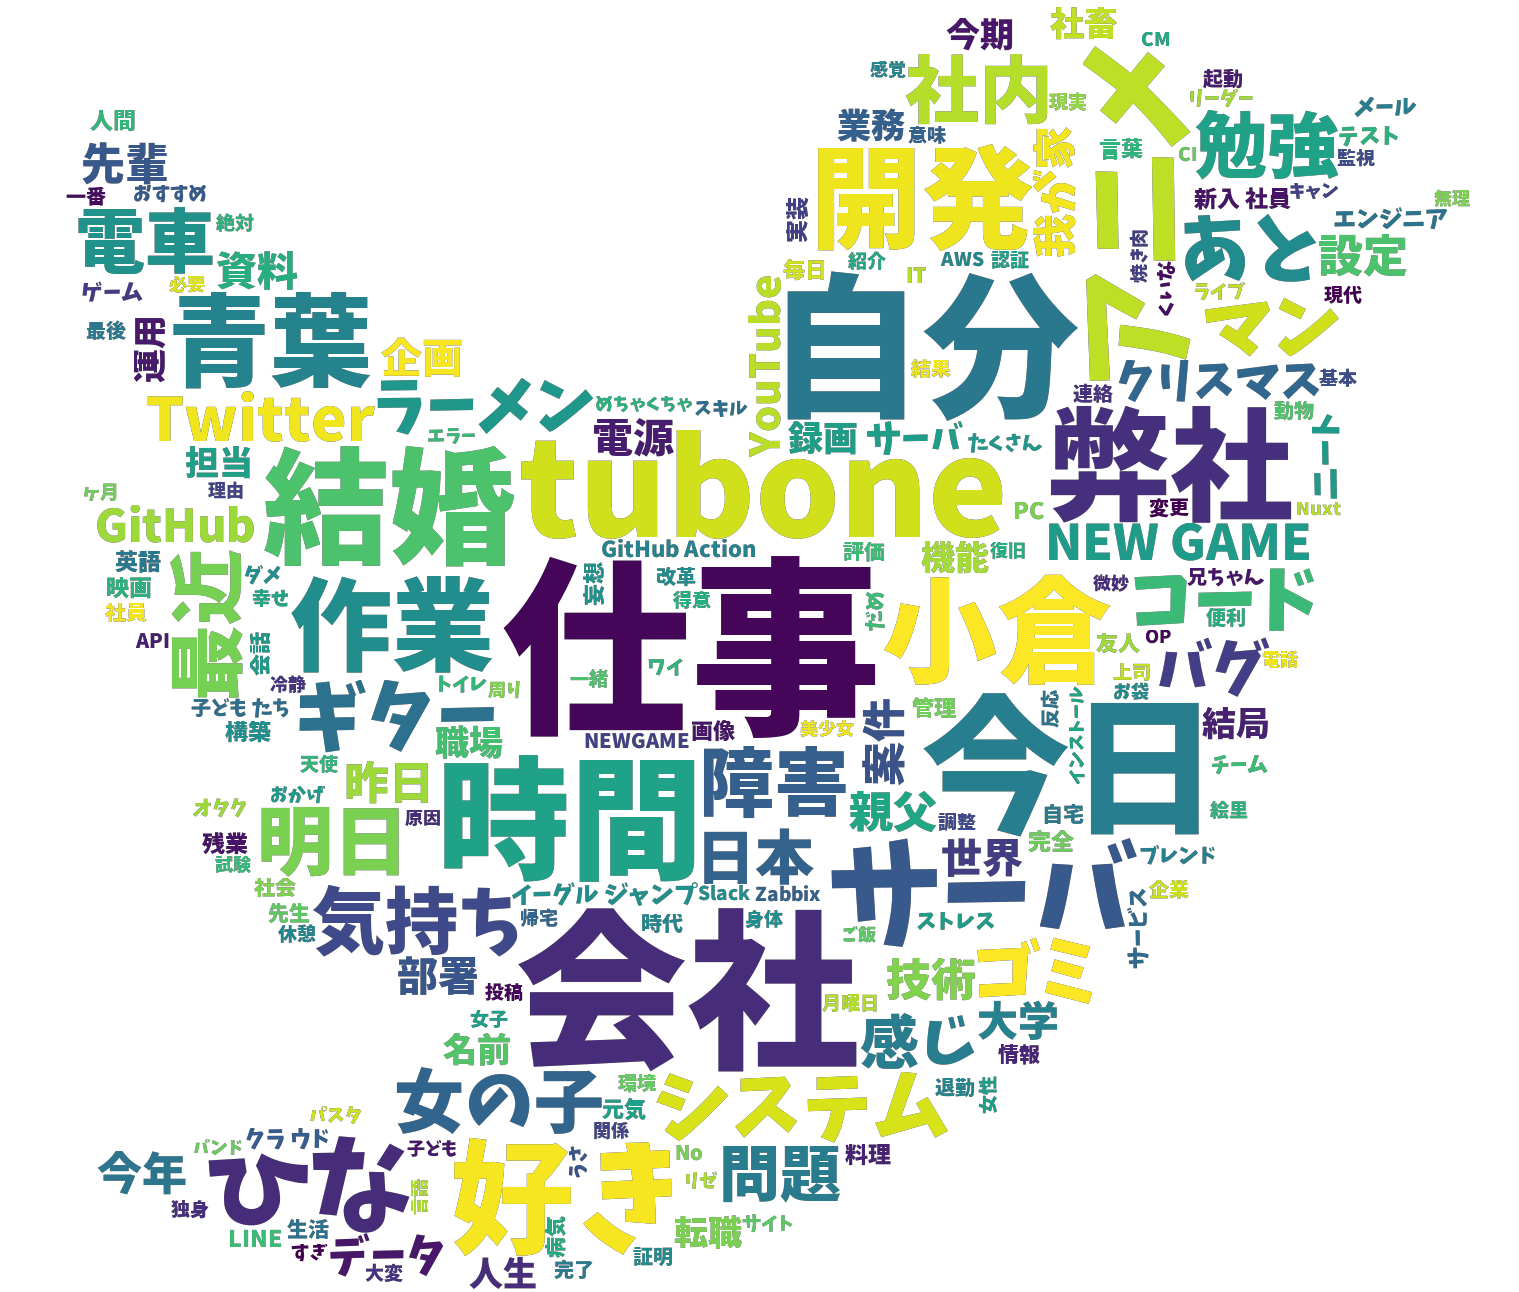 今期
社畜
CM
感覚
社内
現実
メリット
起動
リーダー
メール
業務
意味
言葉
CI
勉強
テスト
監視
人間
先輩
一番
おすすめ
電車
絶対
資料
必要
ゲーム
最後
運用
青葉
企画
開発
我が家
実装
新入 社員
キャン
無理
エンジニア
あと
設定
焼き肉
くいな
ライブ
現代
マン
毎日
紹介
IT
AWS 認証
自分
結果
YouTube
連絡
クリスマス
基本
動物
Twitter
ラーメン
めちゃくちゃ
スキル
エラー
電源
録画
サーバ
たくさん
弊社
ニート
担当
理由
ヶ月
GitHub
結婚
tubone
PC
変更
Nuxt
NEW GAME
GitHub Action
評価
機能
復旧
英語
ダメ
映画
幸せ
社員
最近
API
会話
作業
妄想
改革
得意
仕事
だめ
小倉
微妙
兄ちゃん
コード
便利
友人
OP
上司
バグ
電話
一緒
ワイ
冷静
トイレ
周り
子ども たち
構築
ギター
職場
NEWGAME
画像
美少女
管理
お袋
反応
インストール
今日
結局
チーム
天使
昨日
時間
障害
案件
おかげ
オタク
明日
原因
残業
試験
親父
調整
自宅
絵里
日本
サーバ
世界
完全
ブレンド
社会
先生
休憩
気持ち
イーグル ジャンプ
Slack
Zabbix
企業
サービス
帰宅
時代
身体
ご飯
ストレス
部署
投稿
会社
月曜日
技術
ゴミ
女子
名前
感じ
大学
情報
女の子
環境
元気
関係
システム
退勤
女性
パスタ
バンド
クラウド
子ども
今年
ひな
言語
好き
うさ
No
リゼ
問題
料理
独身
LINE
生活
すぎ
データ
大変
病気
転職
サイト
証明
人生
完了